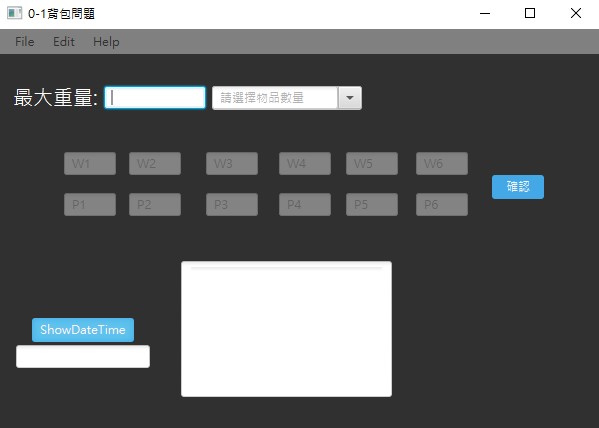 0-1背包問題
File Edit Help
最大重量: 請選擇物品數量
W1 W2 W3 W4 W5 W6
確認
P1 P2 P3 P4 P5 P6
ShowDateTime